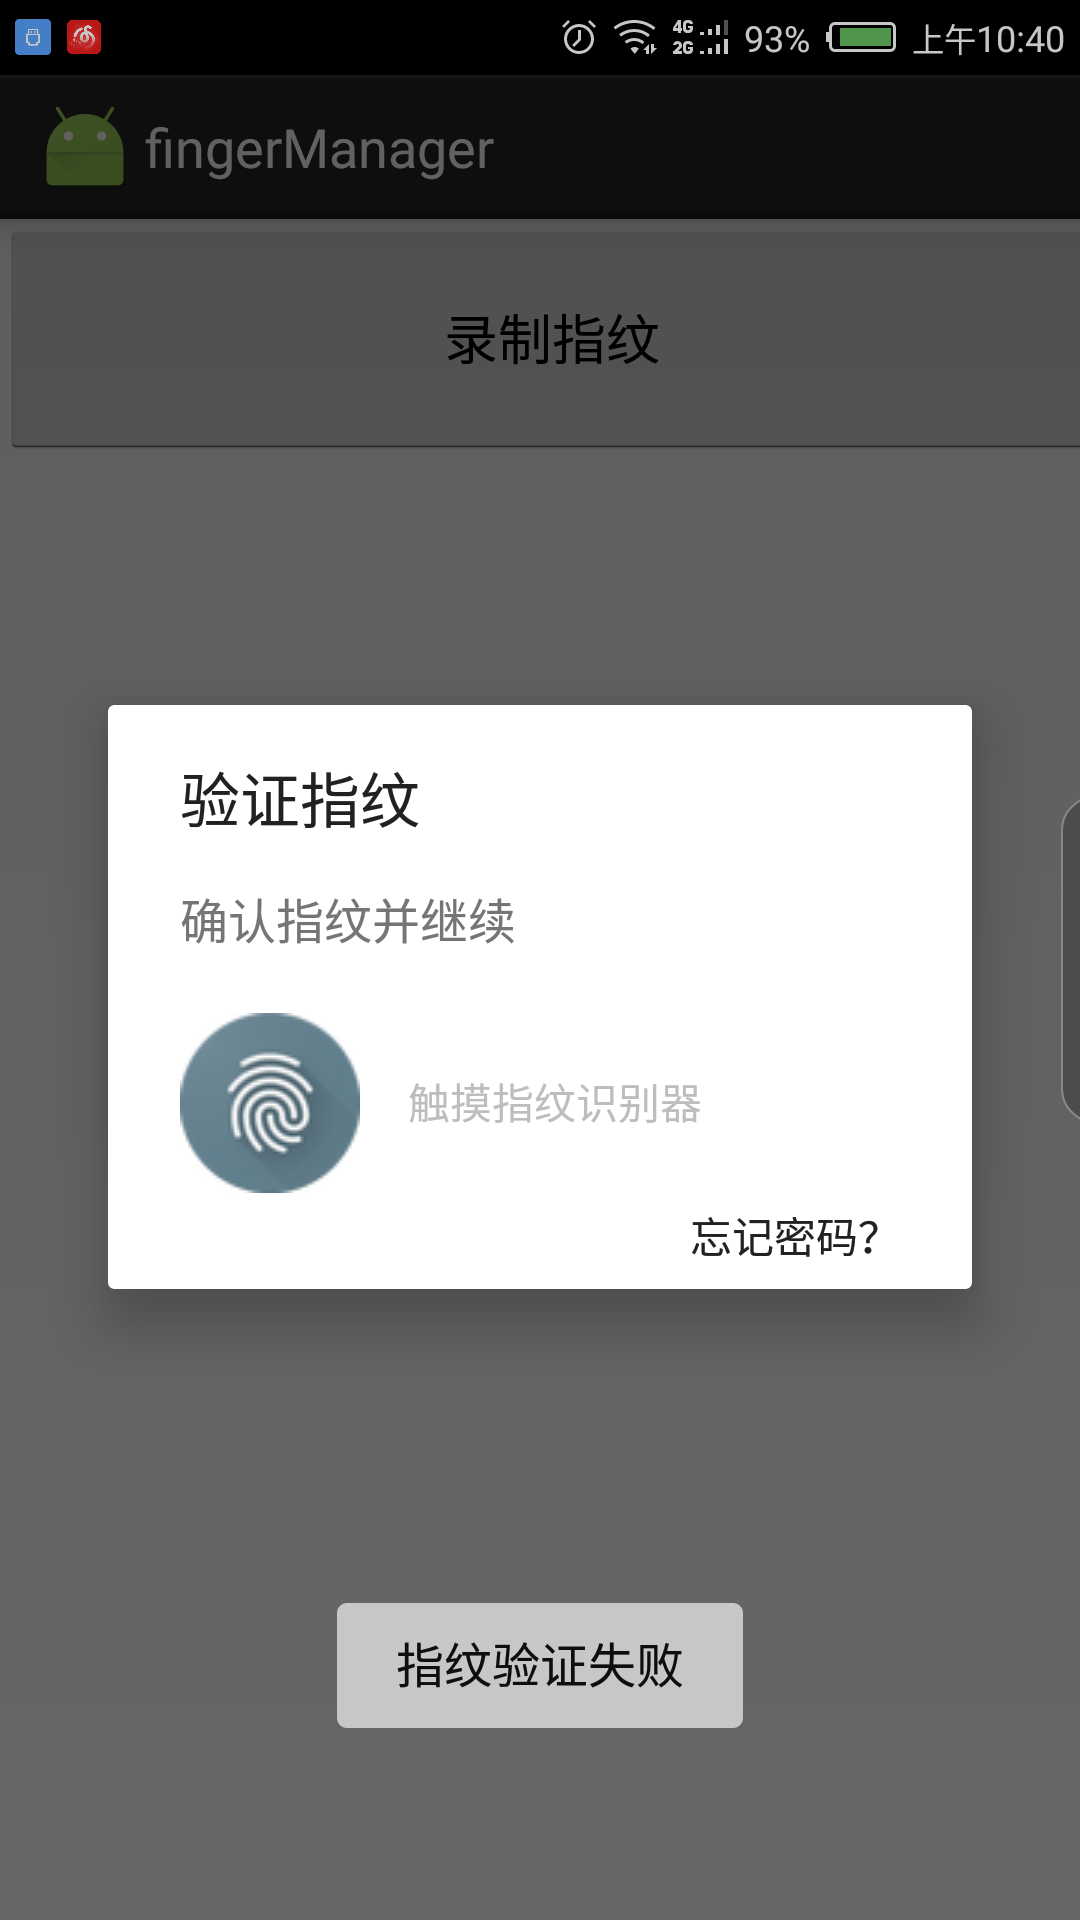 4G
2G
93%
上午10:40
fingerManager
录制指纹
验证指纹
确认指纹并继续
触摸指纹识别器
忘记密码?
指纹验证失败